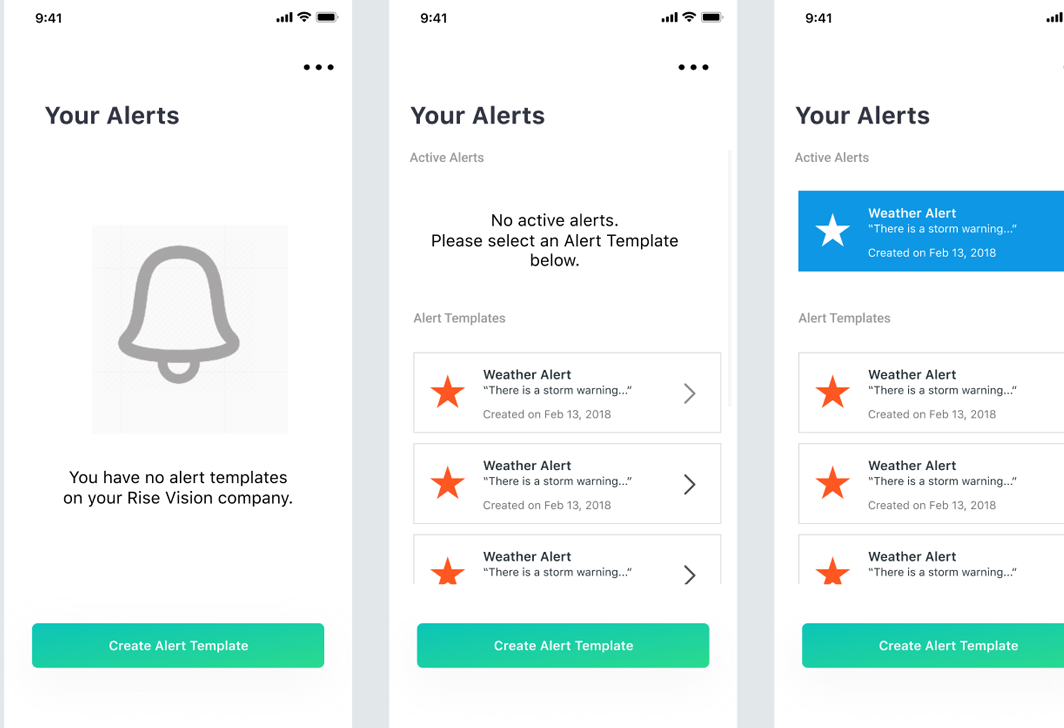 9:41
Your Alerts
You have no alert templates
on your Rise Vision company.
Create Alert Template
9:41
Your Alerts
Active Alerts
No active alerts.
Please select an Alert Template
below.
Alert Templates
Weather Alert
“There is a storm warning...”
Created on Feb 13, 2018
Weather Alert
“There is a storm warning...”
Created on Feb 13, 2018
Weather Alert
“There is a storm warning...”
Create Alert Template
9:41
Your Alerts
Active Alerts
Weather Alert
“There is a storm warning...”
Created on Feb 13, 2018
Alert Templates
Weather Alert
“There is a storm warning...”
Created on Feb 13, 2018
Weather Alert
“There is a storm warning...”
Created on Feb 13, 2018
Weather Alert
“There is a storm warning...”
Create Alert Template